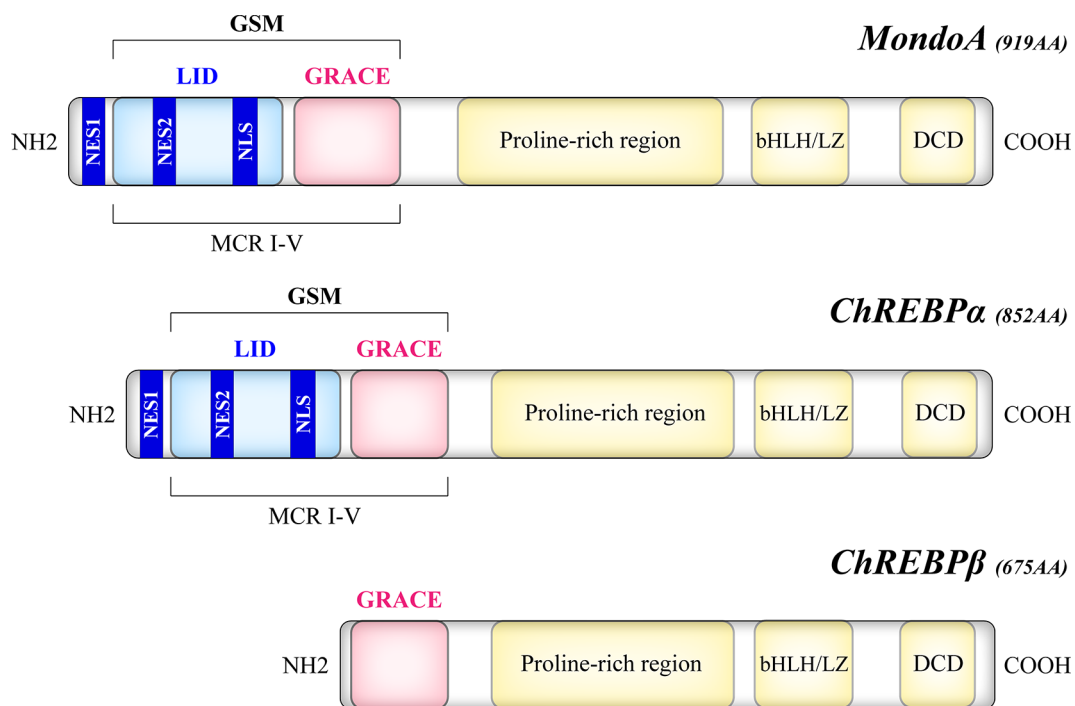 GSM
MondoA (919AA)
LID GRACE
NH2 NES1 NES2 NLS Proline-rich region bHLH/LZ DCD COOH
MCR I-V
GSM
ChREBPα (852AA)
LID GRACE
NH2 NES1 NES2 NLS Proline-rich region bHLH/LZ DCD COOH
MCR I-V
ChREBPβ (675AA)
GRACE
NH2 Proline-rich region bHLH/LZ DCD COOH